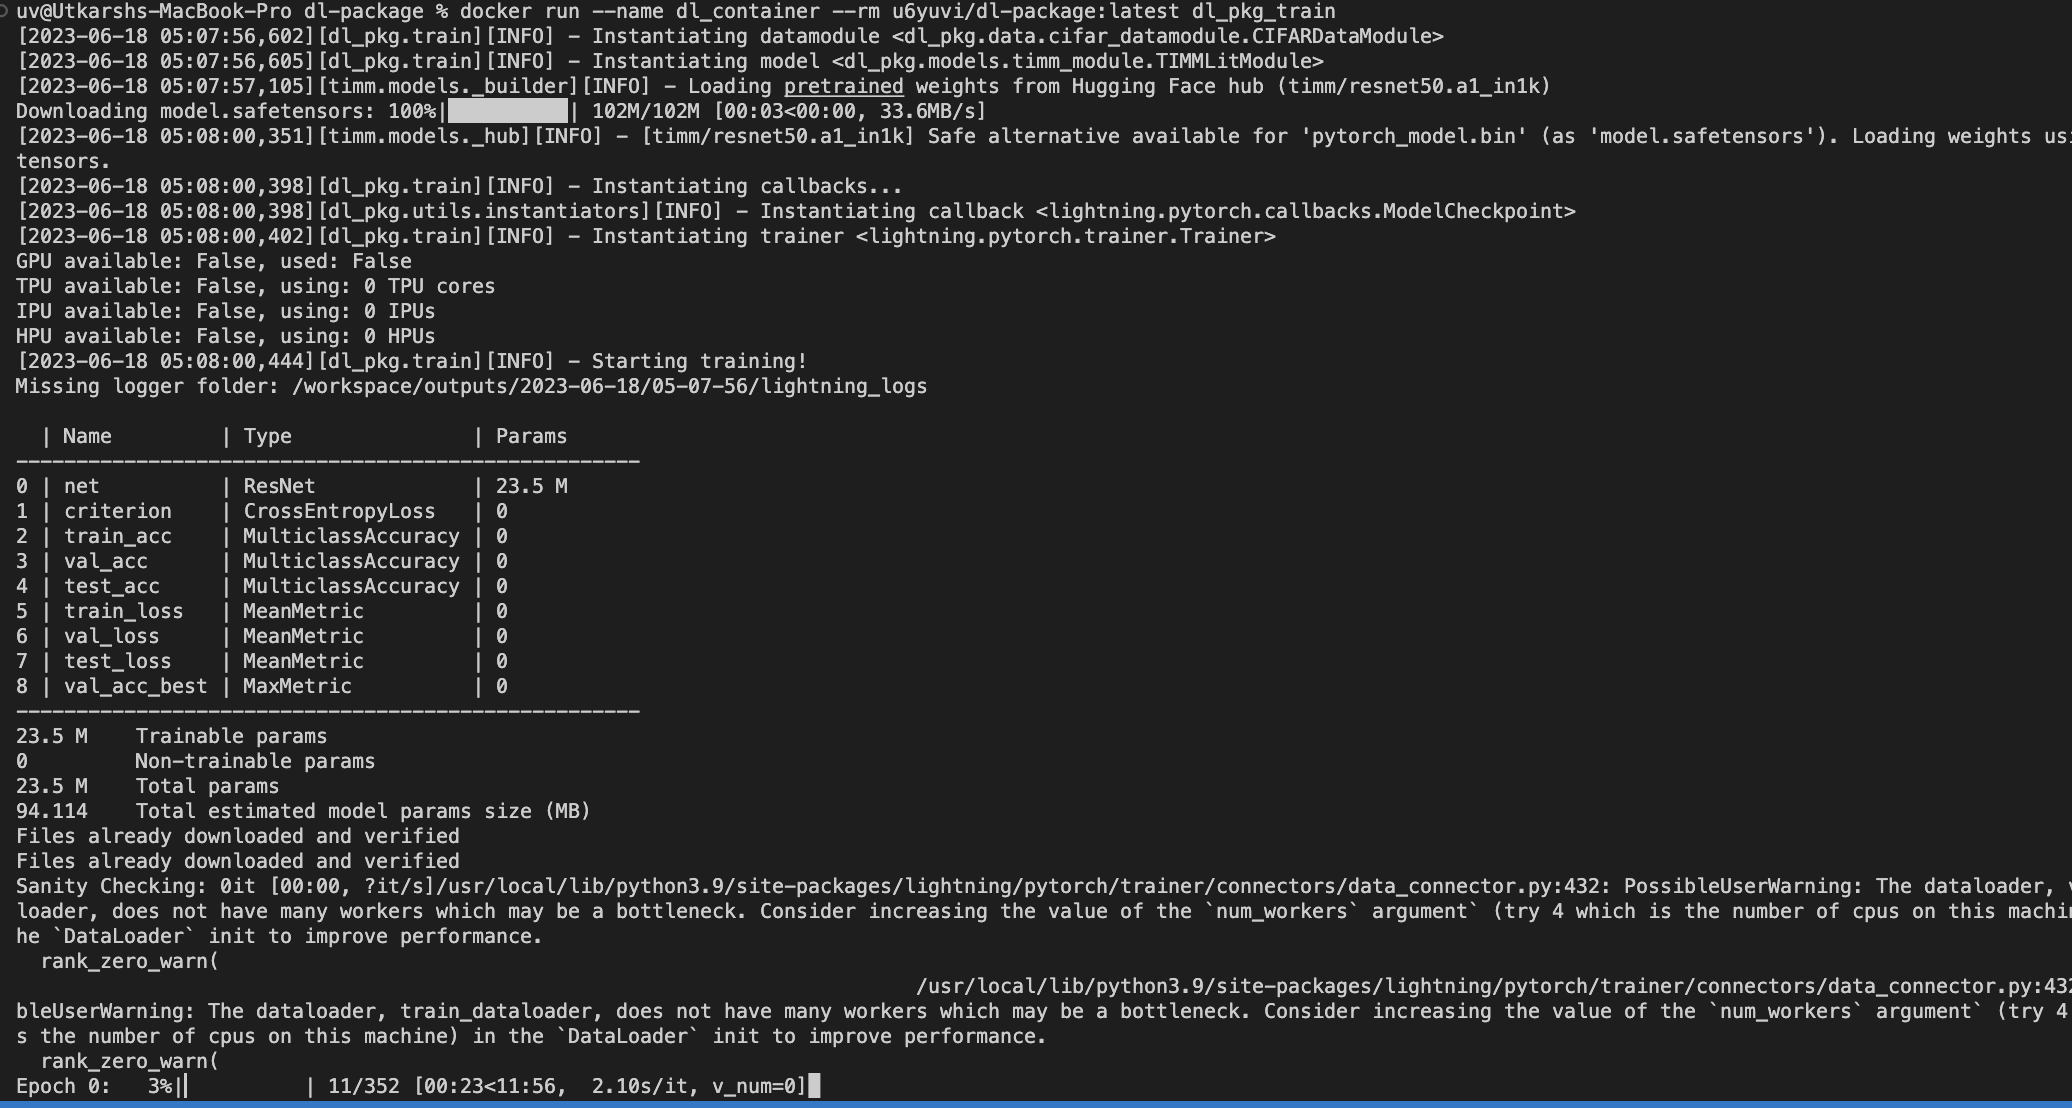 uv@Utkarshs-MacBook-Pro dl-package % docker run --name dl_container --rm u6yuvi/dl-package:latest dl_pkg_train
[2023-06-18 05:07:56,602][dl_pkg.train][INFO] - Instantiating datamodule <dl_pkg.data.cifar_datamodule.CIFARDataModule>
[2023-06-18 05:07:56,605][dl_pkg.train][INFO] - Instantiating model <dl_pkg.models.timm_module.TIMMLitModule>
[2023-06-18 05:07:57,105][timm.models._builder][INFO] - Loading pretrained weights from Hugging Face hub (timm/resnet50.a1_in1k)
Downloading model.safetensors: 100%|██████████| 102M/102M [00:03<00:00, 33.6MB/s]
[2023-06-18 05:08:00,351][timm.models._hub][INFO] - [timm/resnet50.a1_in1k] Safe alternative available for 'pytorch_model.bin' (as 'model.safetensors'). Loading weights usi
tensors.
[2023-06-18 05:08:00,398][dl_pkg.train][INFO] - Instantiating callbacks...
[2023-06-18 05:08:00,398][dl_pkg.utils.instantiators][INFO] - Instantiating callback <lightning.pytorch.callbacks.ModelCheckpoint>
[2023-06-18 05:08:00,402][dl_pkg.train][INFO] - Instantiating trainer <lightning.pytorch.trainer.Trainer>
GPU available: False, used: False
TPU available: False, using: 0 TPU cores
IPU available: False, using: 0 IPUs
HPU available: False, using: 0 HPUs
[2023-06-18 05:08:00,444][dl_pkg.train][INFO] - Starting training!
Missing logger folder: /workspace/outputs/2023-06-18/05-07-56/lightning_logs
  | Name         | Type               | Params
----------------------------------------------------
0 | net          | ResNet             | 23.5 M
1 | criterion    | CrossEntropyLoss   | 0
2 | train_acc    | MulticlassAccuracy | 0
3 | val_acc      | MulticlassAccuracy | 0
4 | test_acc     | MulticlassAccuracy | 0
5 | train_loss   | MeanMetric         | 0
6 | val_loss     | MeanMetric         | 0
7 | test_loss    | MeanMetric         | 0
8 | val_acc_best | MaxMetric          | 0
----------------------------------------------------
23.5 M    Trainable params
0         Non-trainable params
23.5 M    Total params
94.114    Total estimated model params size (MB)
Files already downloaded and verified
Files already downloaded and verified
Sanity Checking: 0it [00:00, ?it/s]/usr/local/lib/python3.9/site-packages/lightning/pytorch/trainer/connectors/data_connector.py:432: PossibleUserWarning: The dataloader, v
loader, does not have many workers which may be a bottleneck. Consider increasing the value of the `num_workers` argument` (try 4 which is the number of cpus on this machin
he `DataLoader` init to improve performance.
  rank_zero_warn(
/usr/local/lib/python3.9/site-packages/lightning/pytorch/trainer/connectors/data_connector.py:432
bleUserWarning: The dataloader, train_dataloader, does not have many workers which may be a bottleneck. Consider increasing the value of the `num_workers` argument` (try 4
s the number of cpus on this machine) in the `DataLoader` init to improve performance.
  rank_zero_warn(
Epoch 0:   3%|▎         | 11/352 [00:23<11:56,  2.10s/it, v_num=0]